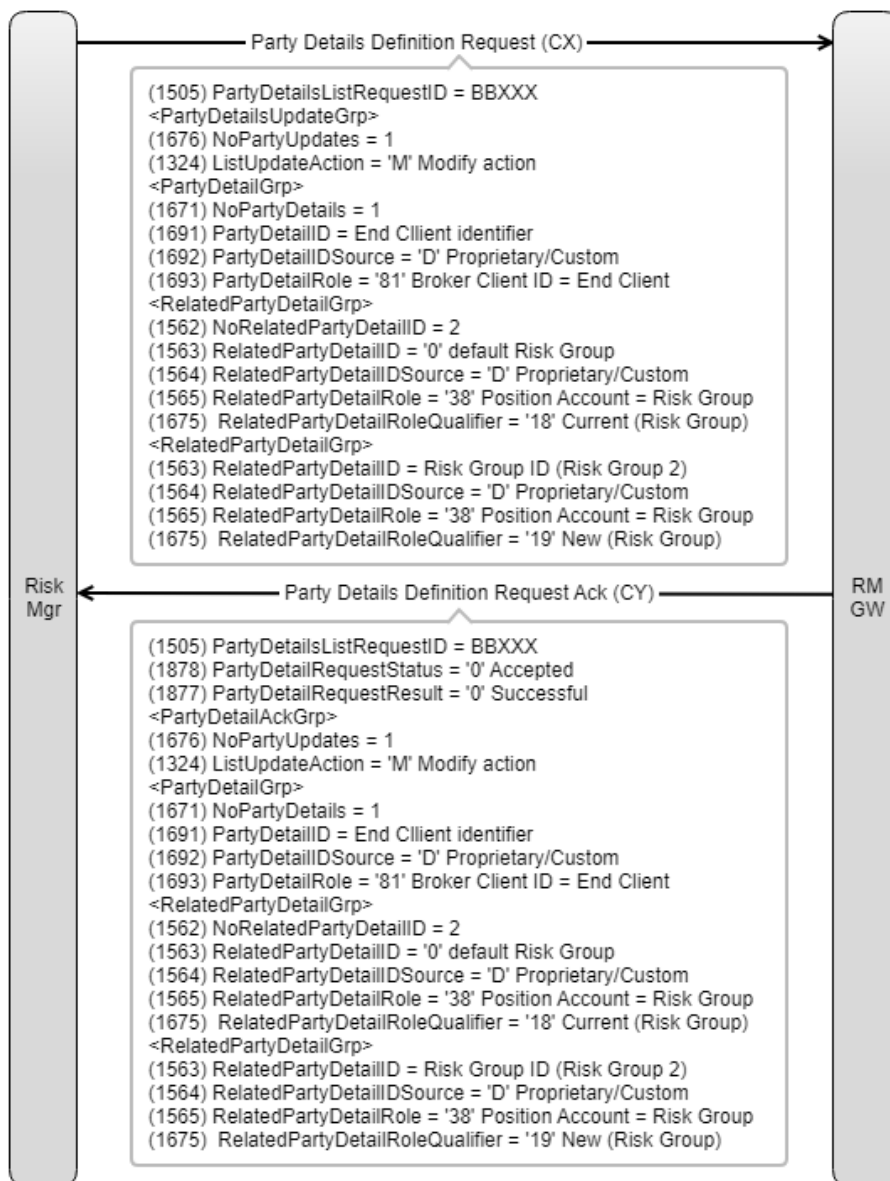 Party Details Definition Request (CX)
(1505) PartyDetailsListRequestID = BBXXX
<PartyDetailsUpdateGrp>
(1676) NoPartyUpdates = 1
(1324) ListUpdateAction = 'M' Modify action
<PartyDetailGrp>
(1671) NoPartyDetails = 1
(1691) PartyDetailID = End Cllient identifier
(1692) PartyDetailIDSource = 'D' Proprietary/Custom
(1693) PartyDetailRole = '81' Broker Client ID = End Client
<RelatedPartyDetailGrp>
(1562) NoRelatedPartyDetailID = 2
(1563) RelatedPartyDetailID = '0' default Risk Group
(1564) RelatedPartyDetailIDSource = 'D' Proprietary/Custom
(1565) RelatedPartyDetailRole = '38' Position Account = Risk Group
(1675)  RelatedPartyDetailRoleQualifier = '18' Current (Risk Group)
<RelatedPartyDetailGrp>
(1563) RelatedPartyDetailID = Risk Group ID (Risk Group 2)
(1564) RelatedPartyDetailIDSource = 'D' Proprietary/Custom
(1565) RelatedPartyDetailRole = '38' Position Account = Risk Group
(1675)  RelatedPartyDetailRoleQualifier = '19' New (Risk Group)
Risk
Mgr
Party Details Definition Request Ack (CY)
RM
GW
(1505) PartyDetailsListRequestID = BBXXX
(1878) PartyDetailRequestStatus = '0' Accepted
(1877) PartyDetailRequestResult = '0' Successful
<PartyDetailAckGrp>
(1676) NoPartyUpdates = 1
(1324) ListUpdateAction = 'M' Modify action
<PartyDetailGrp>
(1671) NoPartyDetails = 1
(1691) PartyDetailID = End Cllient identifier
(1692) PartyDetailIDSource = 'D' Proprietary/Custom
(1693) PartyDetailRole = '81' Broker Client ID = End Client
<RelatedPartyDetailGrp>
(1562) NoRelatedPartyDetailID = 2
(1563) RelatedPartyDetailID = '0' default Risk Group
(1564) RelatedPartyDetailIDSource = 'D' Proprietary/Custom
(1565) RelatedPartyDetailRole = '38' Position Account = Risk Group
(1675)  RelatedPartyDetailRoleQualifier = '18' Current (Risk Group)
<RelatedPartyDetailGrp>
(1563) RelatedPartyDetailID = Risk Group ID (Risk Group 2)
(1564) RelatedPartyDetailIDSource = 'D' Proprietary/Custom
(1565) RelatedPartyDetailRole = '38' Position Account = Risk Group
(1675)  RelatedPartyDetailRoleQualifier = '19' New (Risk Group)